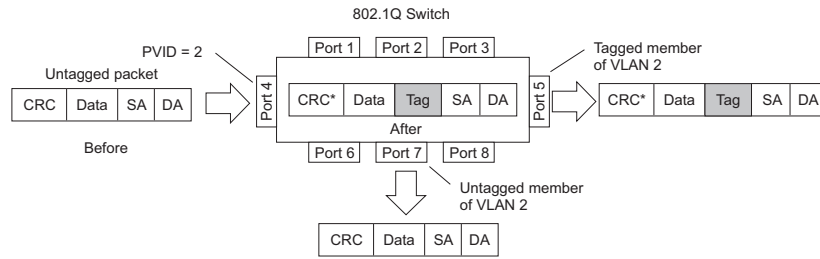 802.1Q Switch
PVID = 2
Port 1
Port 2
Port 3
Tagged member
of VLAN 2
Untagged packet
Port 4
Port 5
CRC
Data
SA
DA
CRC*
Data
Tag
SA
DA
CRC*
Data
Tag
SA
DA
Before
After
Port 6
Port 7
Port 8
Untagged member
of VLAN 2
CRC
Data
SA
DA